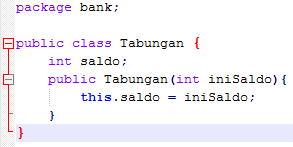 package bank;
public class Tabungan {
int saldo;
public Tabungan(int iniSaldo){
this.saldo = iniSaldo;
}
}